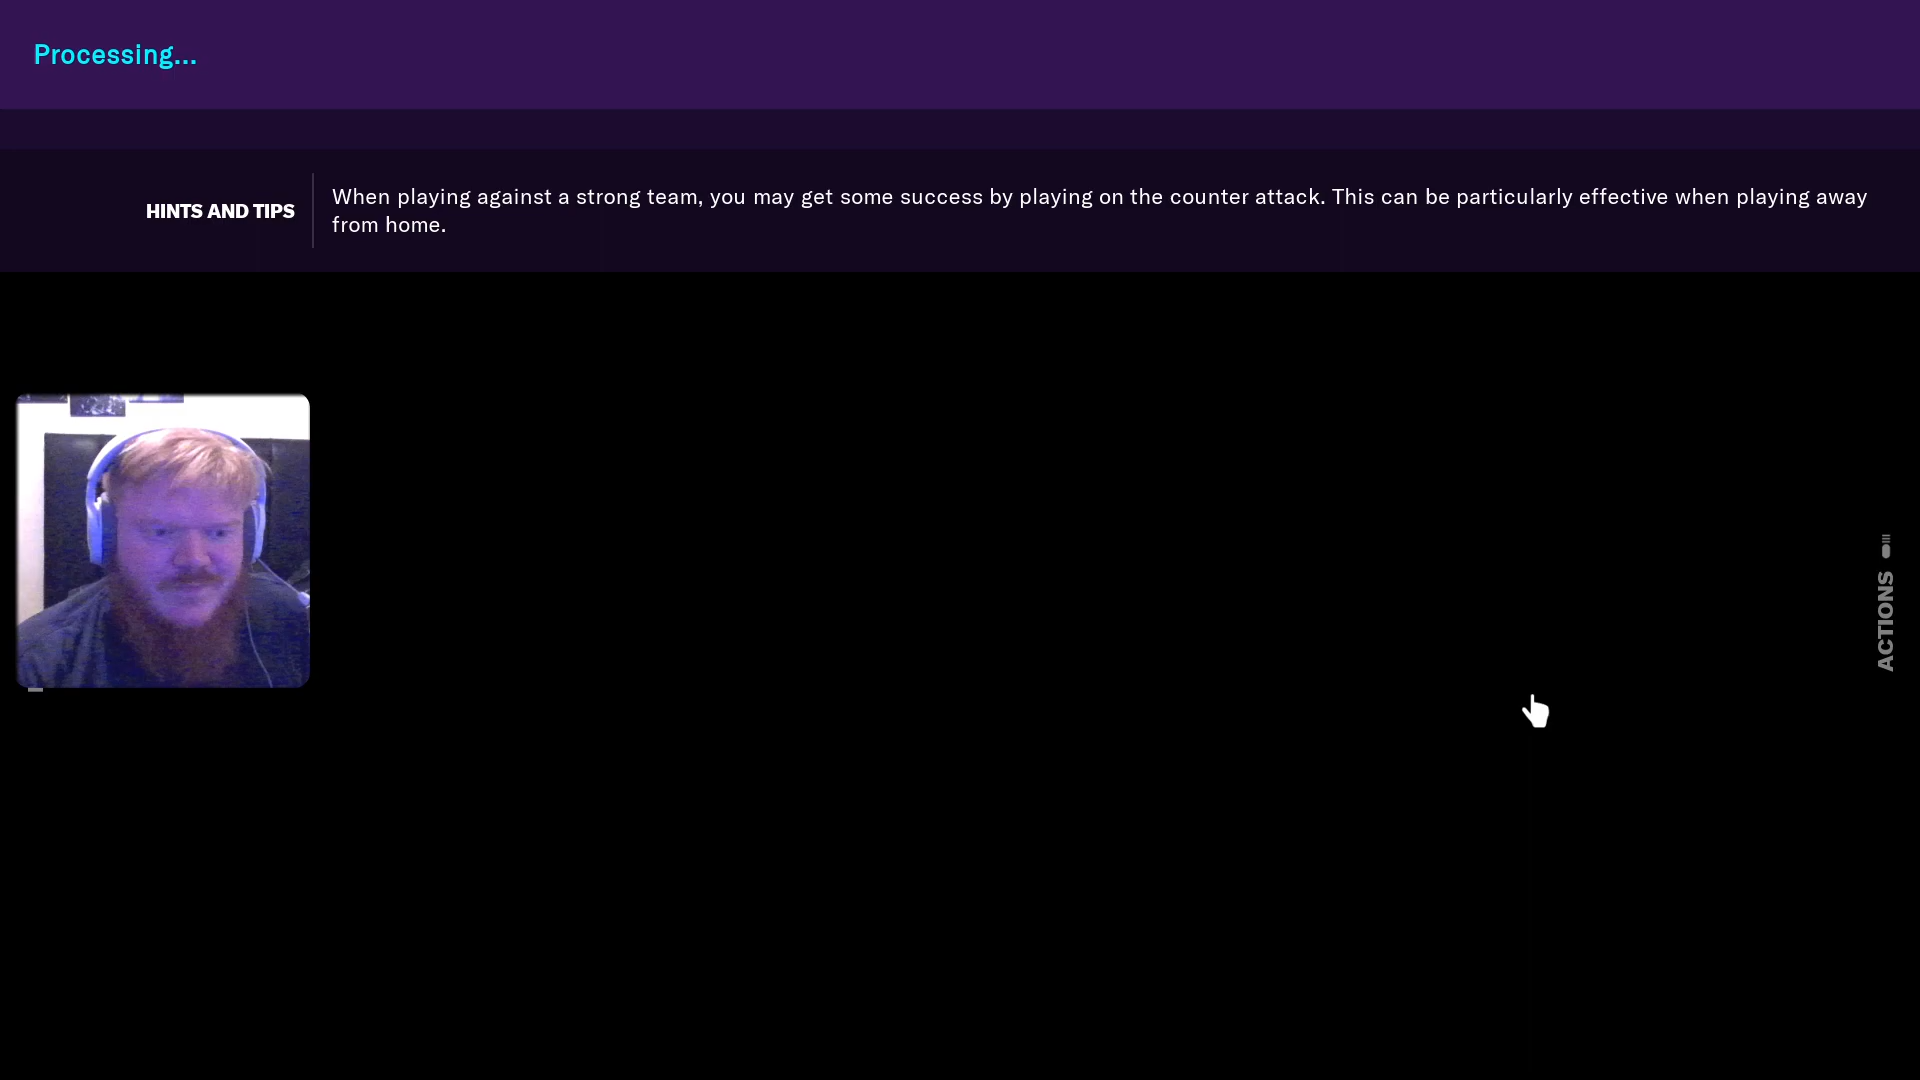 Processing...
HINTS AND TIPS
When playing against a strong team, you may get some success by playing on the counter attack. This can be particularly effective when playing away
from home.
ACTIONS